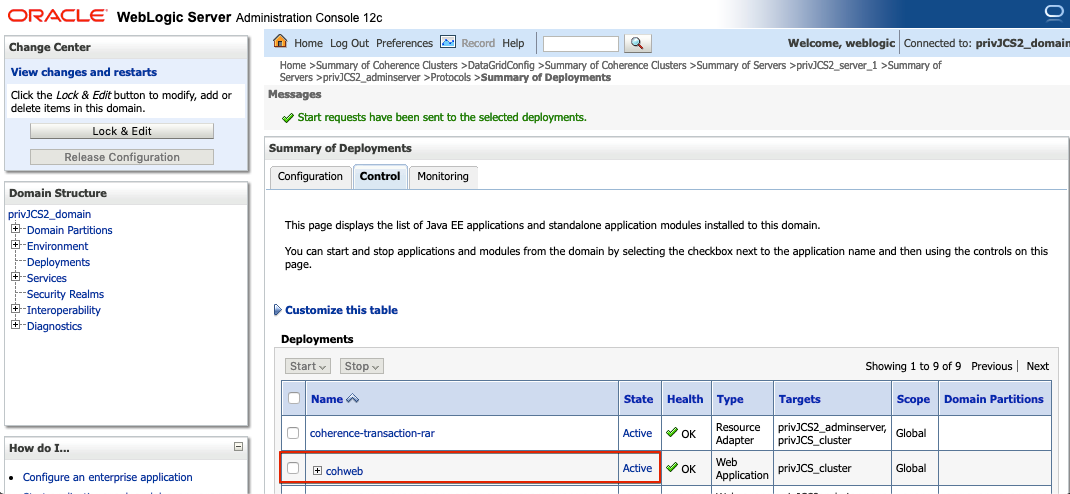 ORACLE® WebLogic Server Administration Console 12c
Change Center
View changes and restarts
Click the Lock & Edit button to modify, add or
delete items in this domain.
Lock & Edit
Release Configuration
Domain Structure
privJCS2_domain
Domain Partitions
Environment
Deployments
Services
Security Realms
Interoperability
Diagnostics
How do I...
Configure an enterprise application
Home Log Out Preferences Record Help
Welcome, weblogic Connected to: privJCS2_domain
Home >Summary of Coherence Clusters >DataGridConfig >Summary of Coherence Clusters >Summary of Servers >privJCS2_server_1 >Summary of
Servers >privJCS2_adminserver >Protocols >Summary of Deployments
Messages
Start requests have been sent to the selected deployments.
Summary of Deployments
Configuration Control Monitoring
This page displays the list of Java EE applications and standalone application modules installed to this domain.
You can start and stop applications and modules from the domain by selecting the checkbox next to the application name and then using the controls on this
page.
Customize this table
Deployments
Start Stop Showing 1 to 9 of 9 Previous Next
Name State Health Type Targets Scope Domain Partitions
coherence-transaction-rar Active OK Resource Adapter privJCS2_adminserver, privJCS_cluster Global
cohweb Active OK Web Application privJCS_cluster Global